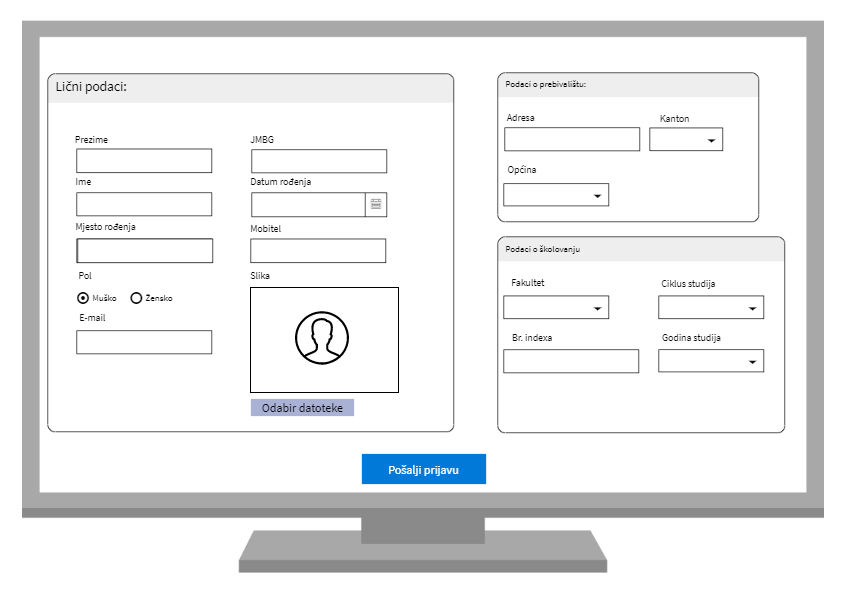 Lični podaci:
Prezime
JMBG
Ime
Datum rođenja
Mjesto rođenja
Mobitel
Pol
Slika
Muško
Zensko
E-mail
Odabir datoteke
Podaci o prebivalištu:
Adresa
Kanton
Općina
Podaci o školovanju
Fakultet
Ciklus studija
Br. indexa
Godina studija
Pošalji prijavu